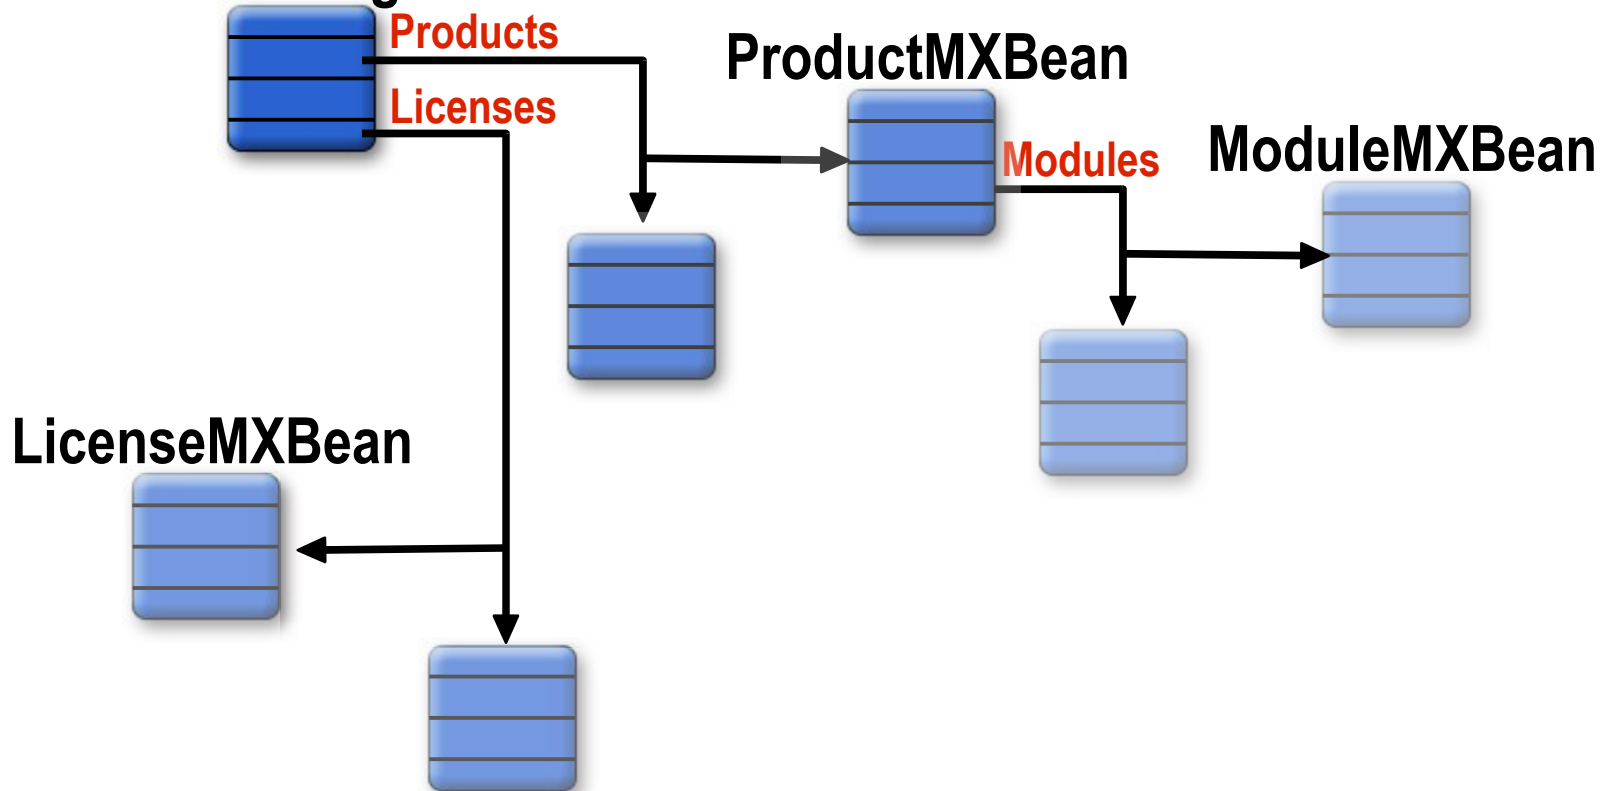 Products
ProductMXBean
Licenses
Modules
ModuleMXBean
LicenseMXBean